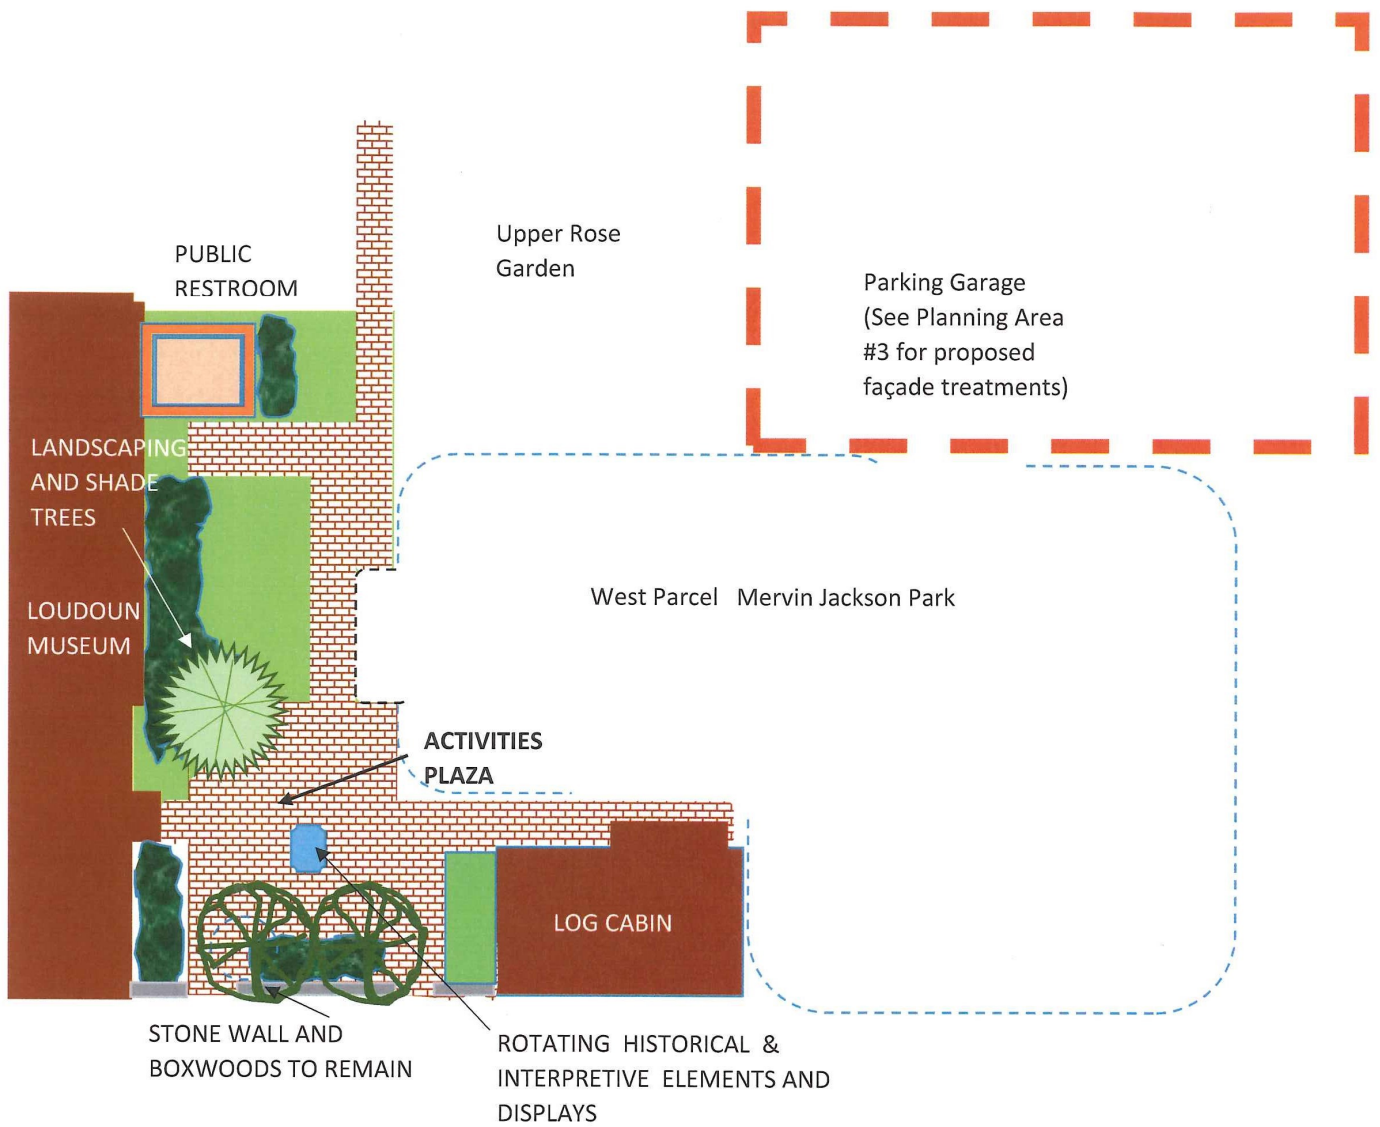 Upper Rose
Garden
PUBLIC
RESTROOM
Parking Garage
(See Planning Area
#3 for proposed
façade treatments)
LANDSCAPING
AND SHADE
TREES
LOUDOUN
MUSEUM
West Parcel Mervin Jackson Park
ACTIVITIES
PLAZA
LOG CABIN
STONE WALL AND
BOXWOODS TO REMAIN
ROTATING HISTORICAL &
INTERPRETIVE ELEMENTS AND
DISPLAYS